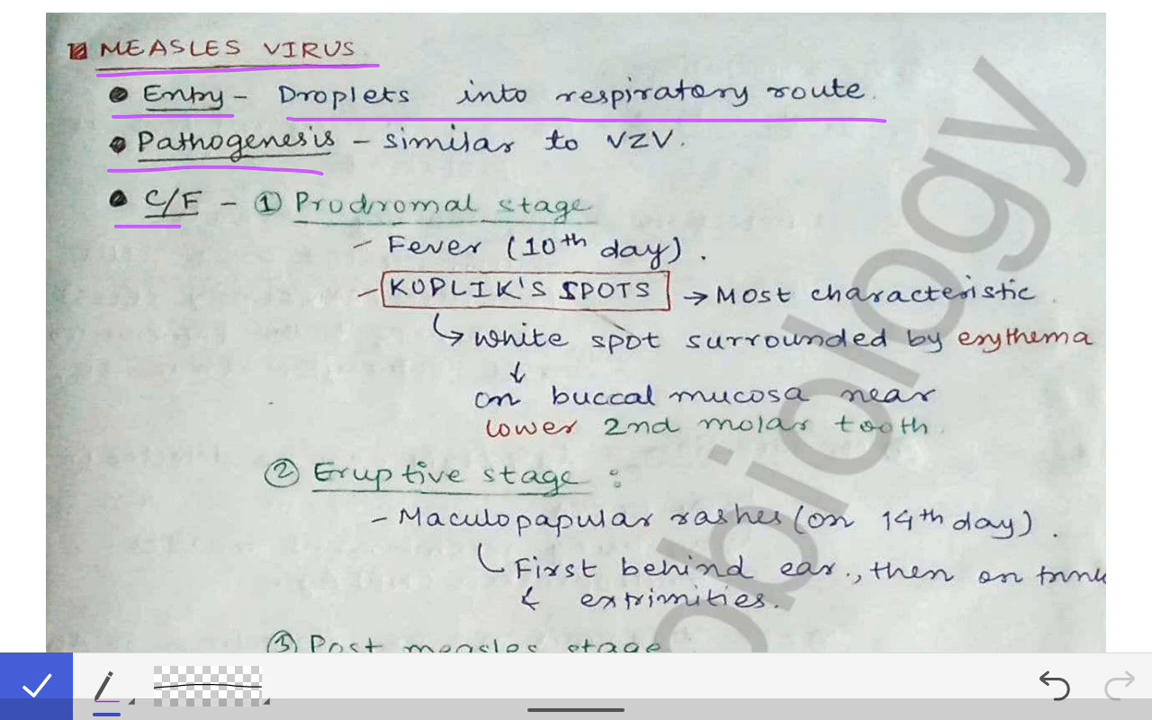 MEASLES VIRUS
Entry - Droplets into respiratory route.
Pathogenesis - similar to VZV.
C/F - ① Prodromal stage
- Fever (10th day).
- KOPLIK'S SPOTS → Most characteristic.
↳ White spot surrounded by erythema
↓
on buccal mucosa near
lower 2nd molar tooth.
② Eruptive stage :
- Maculopapular rashes (on 14th day).
First behind ear., then on trunk
& extrimities.
③ Post measles stage
obiology